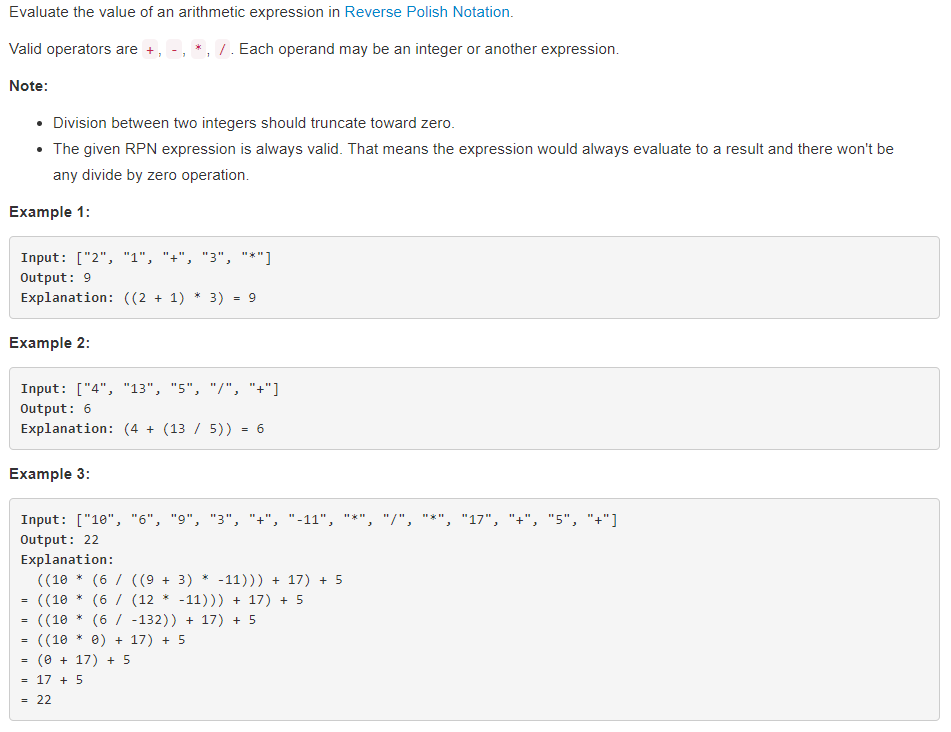 Evaluate the value of an arithmetic expression in Reverse Polish Notation.
Valid operators are +, -, *, /. Each operand may be an integer or another expression.
Note:
• Division between two integers should truncate toward zero.
• The given RPN expression is always valid. That means the expression would always evaluate to a result and there won't be
any divide by zero operation.
Example 1:
Input: ["2", "1", "+", "3", "*"]
Output: 9
Explanation: ((2 + 1) * 3) = 9
Example 2:
Input: ["4", "13", "5", "/", "+"]
Output: 6
Explanation: (4 + (13 / 5)) = 6
Example 3:
Input: ["10", "6", "9", "3", "+", "-11", "*", "/", "*", "17", "+", "5", "+"]
Output: 22
Explanation:
  ((10 * (6 / ((9 + 3) * -11))) + 17) + 5
= ((10 * (6 / (12 * -11))) + 17) + 5
= ((10 * (6 / -132)) + 17) + 5
= ((10 * 0) + 17) + 5
= (0 + 17) + 5
= 17 + 5
= 22